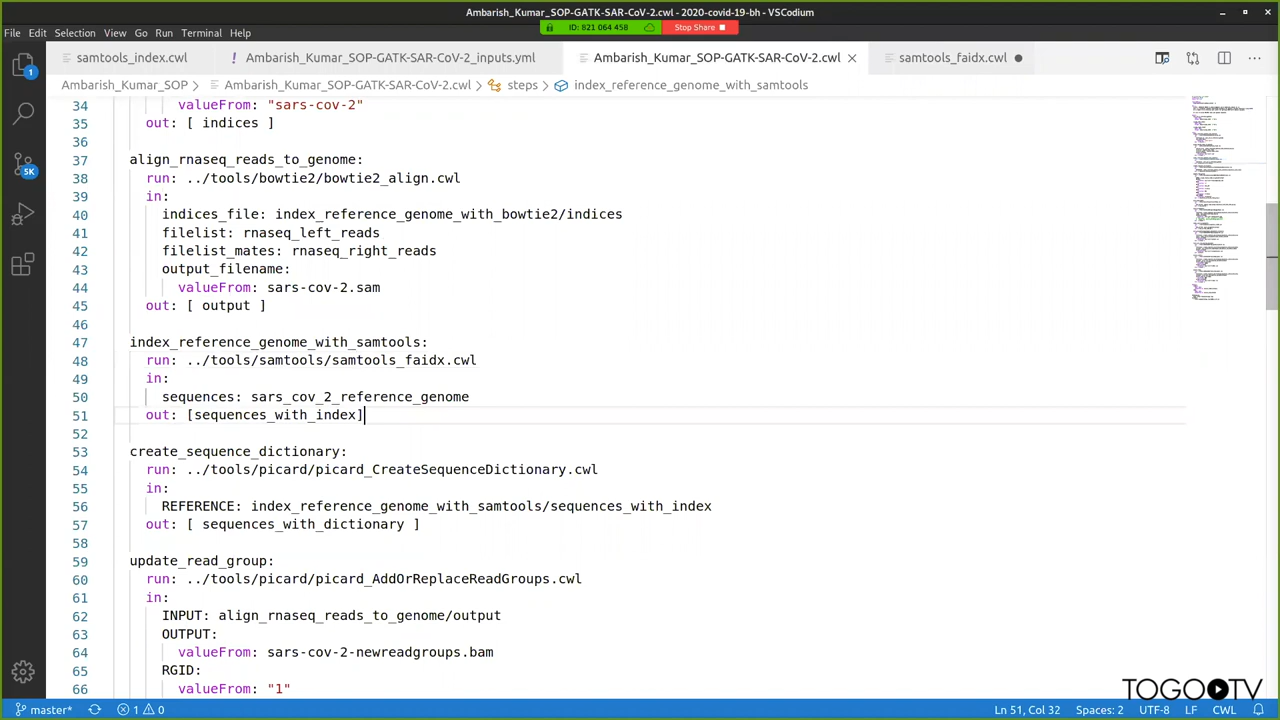 Ambarish_Kumar_SOP-GATK-SAR-CoV-2.cwl - 2020-covid-19-bh - VSCodium
ID: 821 064 458
Stop Share
File Edit Selection View Go Run Terminal Help
samtools_index.cwl
! Ambarish_Kumar_SOP-GATK-SAR-CoV-2_inputs.yml
Ambarish_Kumar_SOP-GATK-SAR-CoV-2.cwl
samtools_faidx.cwl
Ambarish_Kumar_SOP > Ambarish_Kumar_SOP-GATK-SAR-CoV-2.cwl > steps > index_reference_genome_with_samtools
1
5K
34 valueFrom: "sars-cov-2"
35 out: [ indices ]
36
37 align_rnaseq_reads_to_genome:
38 run: ../tools/bowtie2/bowtie2_align.cwl
39 in:
40 indices_file: index_reference_genome_with_bowtie2/indices
41 filelist: rnaseq_left_reads
42 filelist_mates: rnaseq_right_reads
43 output_filename:
44 valueFrom: sars-cov-2.sam
45 out: [ output ]
46
47 index_reference_genome_with_samtools:
48 run: ../tools/samtools/samtools_faidx.cwl
49 in:
50 sequences: sars_cov_2_reference_genome
51 out: [sequences_with_index]
52
53 create_sequence_dictionary:
54 run: ../tools/picard/picard_CreateSequenceDictionary.cwl
55 in:
56 REFERENCE: index_reference_genome_with_samtools/sequences_with_index
57 out: [ sequences_with_dictionary ]
58
59 update_read_group:
60 run: ../tools/picard/picard_AddOrReplaceReadGroups.cwl
61 in:
62 INPUT: align_rnaseq_reads_to_genome/output
63 OUTPUT:
64 valueFrom: sars-cov-2-newreadgroups.bam
65 RGID:
66 valueFrom: "1"
TOGO TV
master* 1 0 Ln 51, Col 32 Spaces: 2 UTF-8 LF CWL